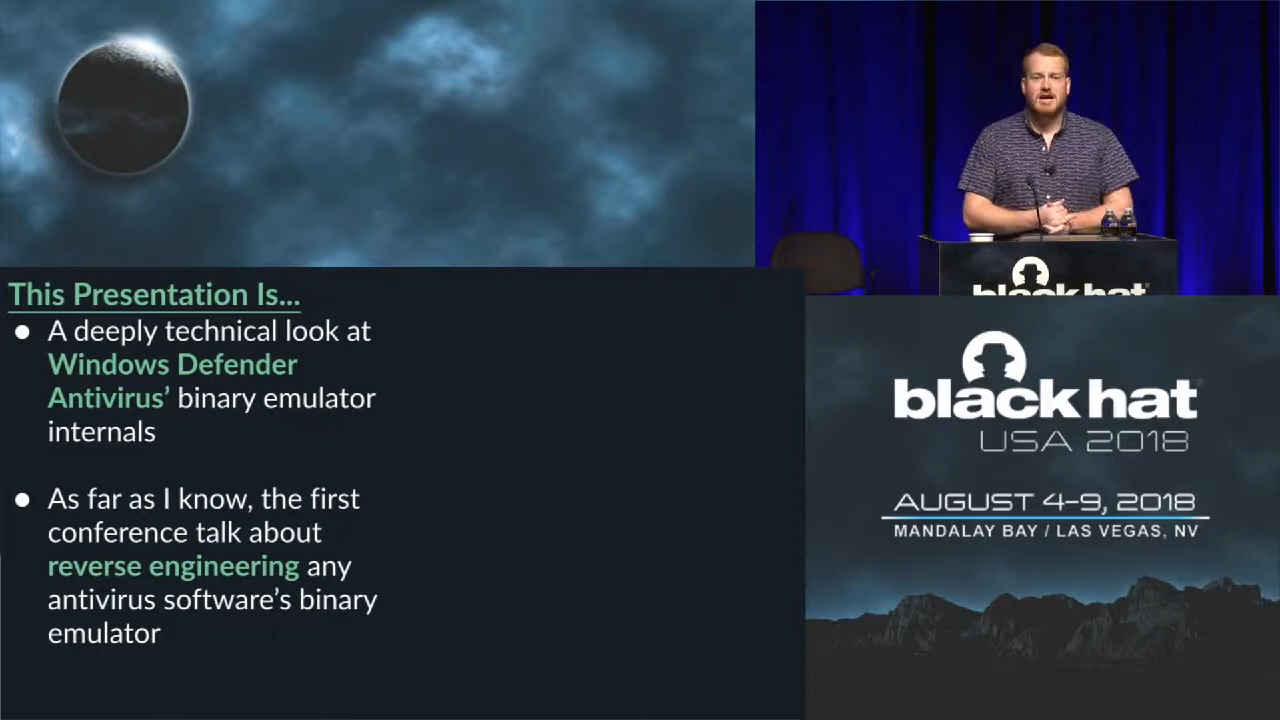 This Presentation Is...
● A deeply technical look at
Windows Defender
Antivirus’ binary emulator
internals
● As far as I know, the first
conference talk about
reverse engineering any
antivirus software’s binary
emulator
black hat
black hat
USA 2018
AUGUST 4-9, 2018
MANDALAY BAY / LAS VEGAS, NV